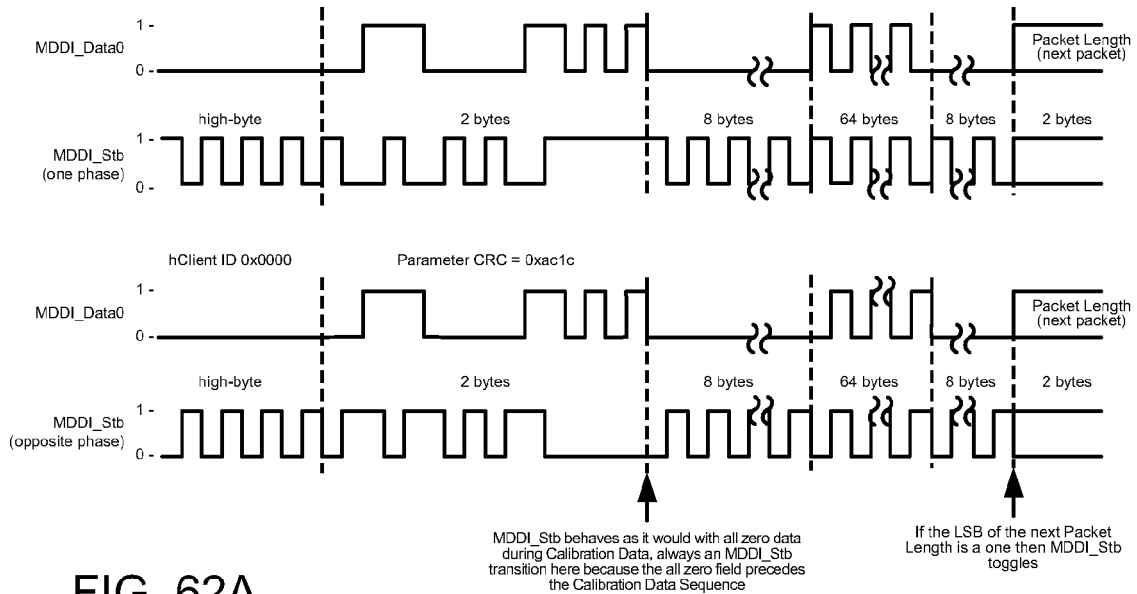 1 -
MDDI_Data0
0 -
Packet Length
(next packet)
high-byte 2 bytes 8 bytes 64 bytes 8 bytes 2 bytes
1 -
MDDI_Stb
(one phase)
0 -
hClient ID 0x0000 Parameter CRC = 0xac1c
1 -
MDDI_Data0
0 -
Packet Length
(next packet)
high-byte 2 bytes 8 bytes 64 bytes 8 bytes 2 bytes
1 -
MDDI_Stb
(opposite phase)
0 -
MDDI_Stb behaves as it would with all zero data
during Calibration Data, always an MDDI_Stb
transition here because the all zero field precedes
the Calibration Data Sequence
If the LSB of the next Packet
Length is a one then MDDI_Stb
toggles
FIG. 62A